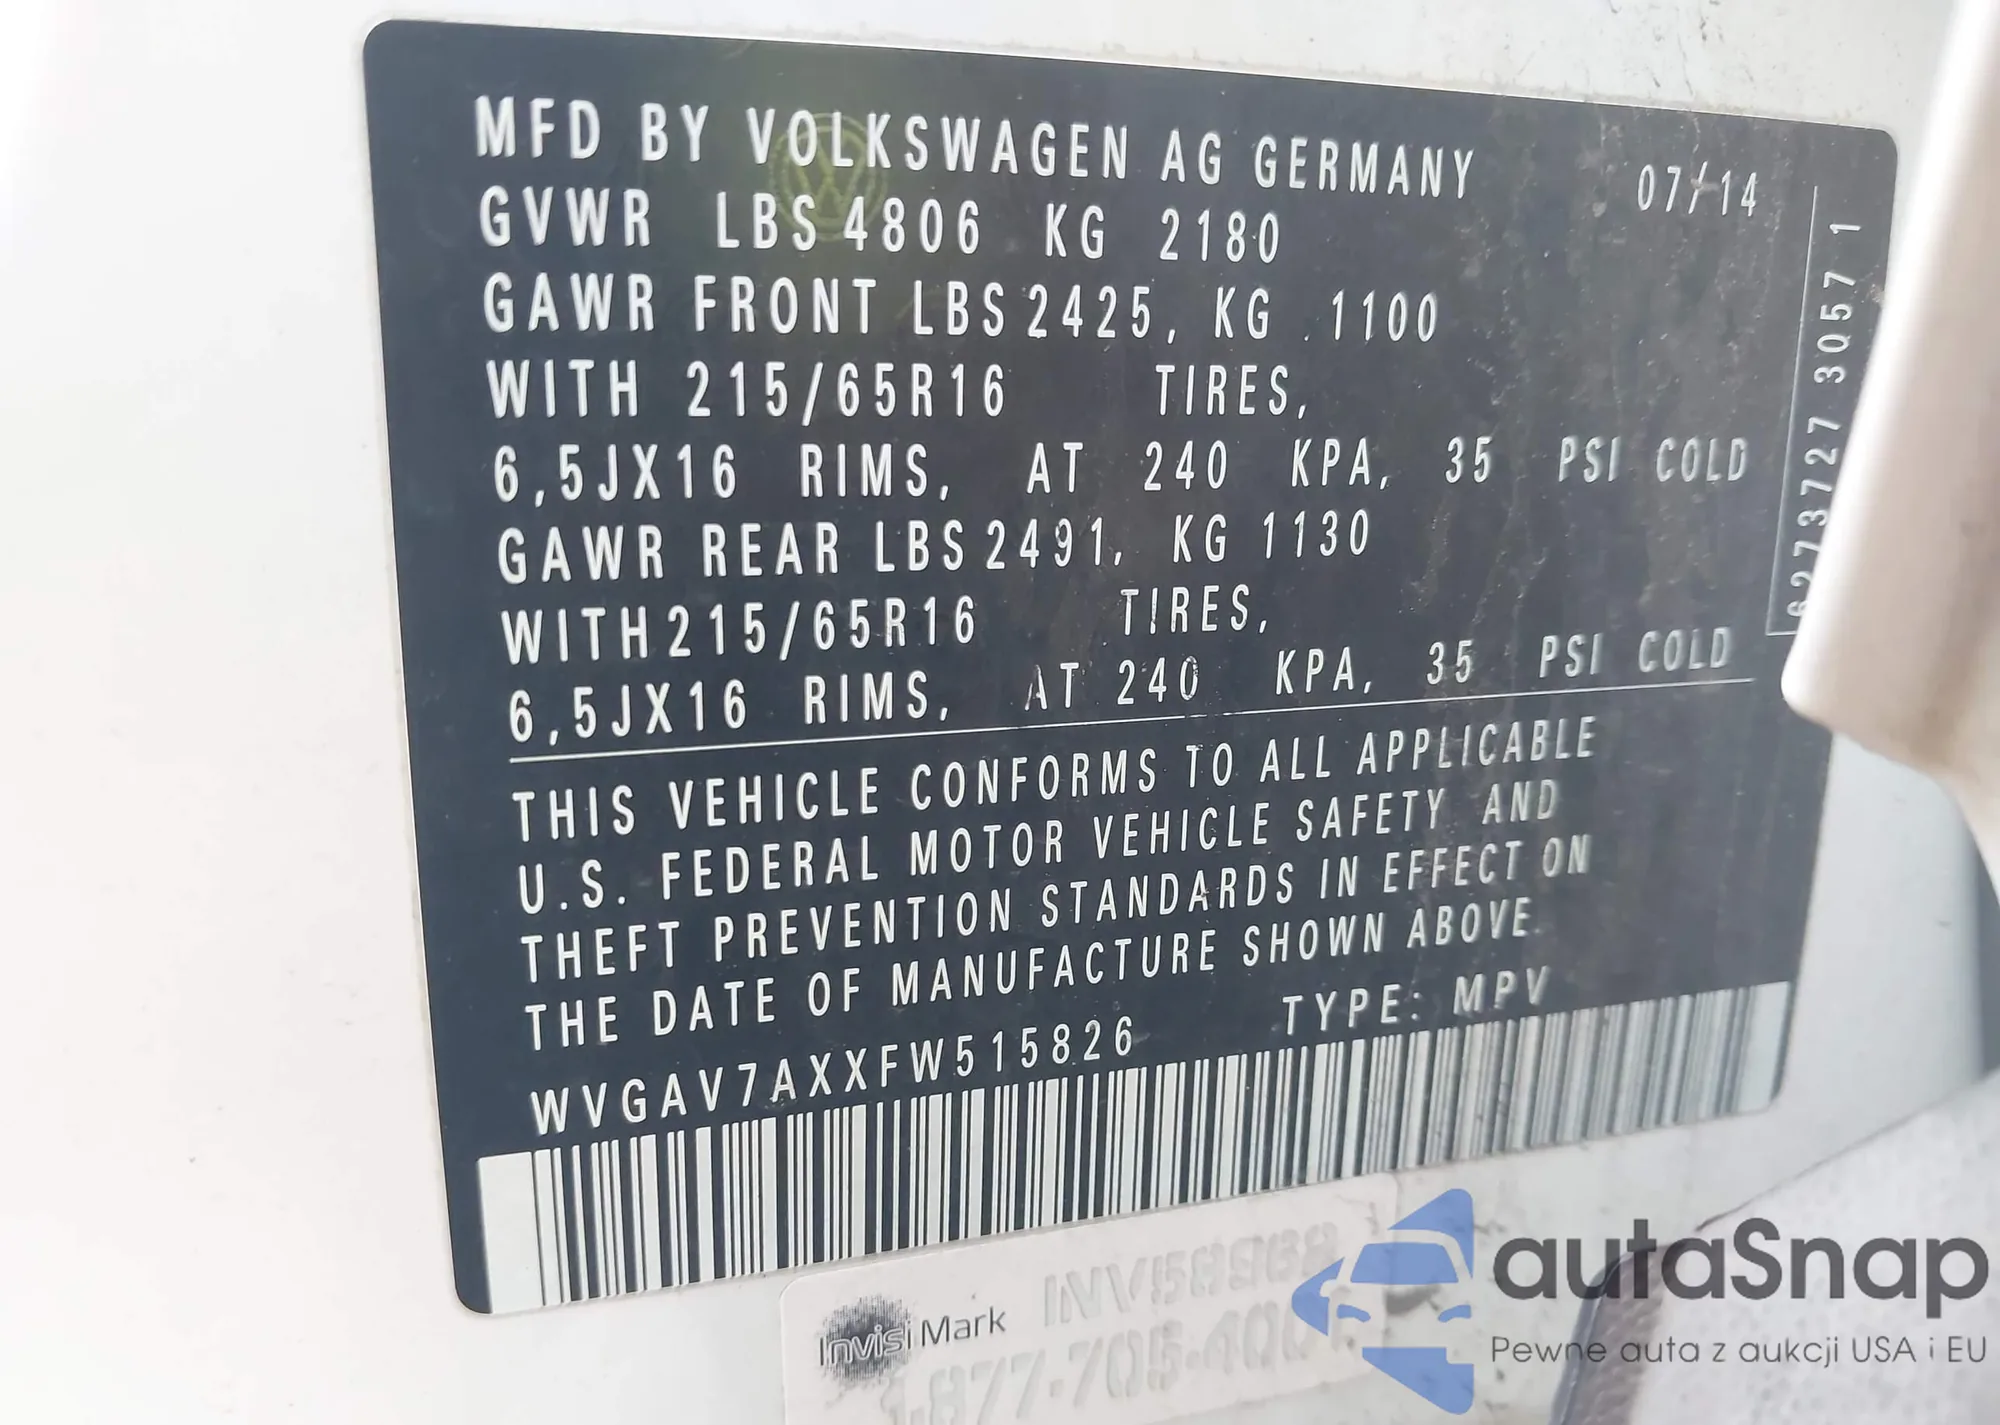 MFD BY VOLKSWAGEN AG GERMANY 07/14
GVWR LBS 4806 KG 2180
GAWR FRONT LBS 2425, KG 1100
WITH 215/65R16 TIRES,
6,5JX16 RIMS, AT 240 KPA, 35 PSI COLD
GAWR REAR LBS 2491, KG 1130
WITH 215/65R16 TIRES,
6,5JX16 RIMS, AT 240 KPA, 35 PSI COLD
6273727 3Q57 1
THIS VEHICLE CONFORMS TO ALL APPLICABLE
U.S. FEDERAL MOTOR VEHICLE SAFETY AND
THEFT PREVENTION STANDARDS IN EFFECT ON
THE DATE OF MANUFACTURE SHOWN ABOVE.
WVGAV7AXXFW515826 TYPE: MPV
InvisiMark
autaSnap
Pewne auta z aukcji USA i EU